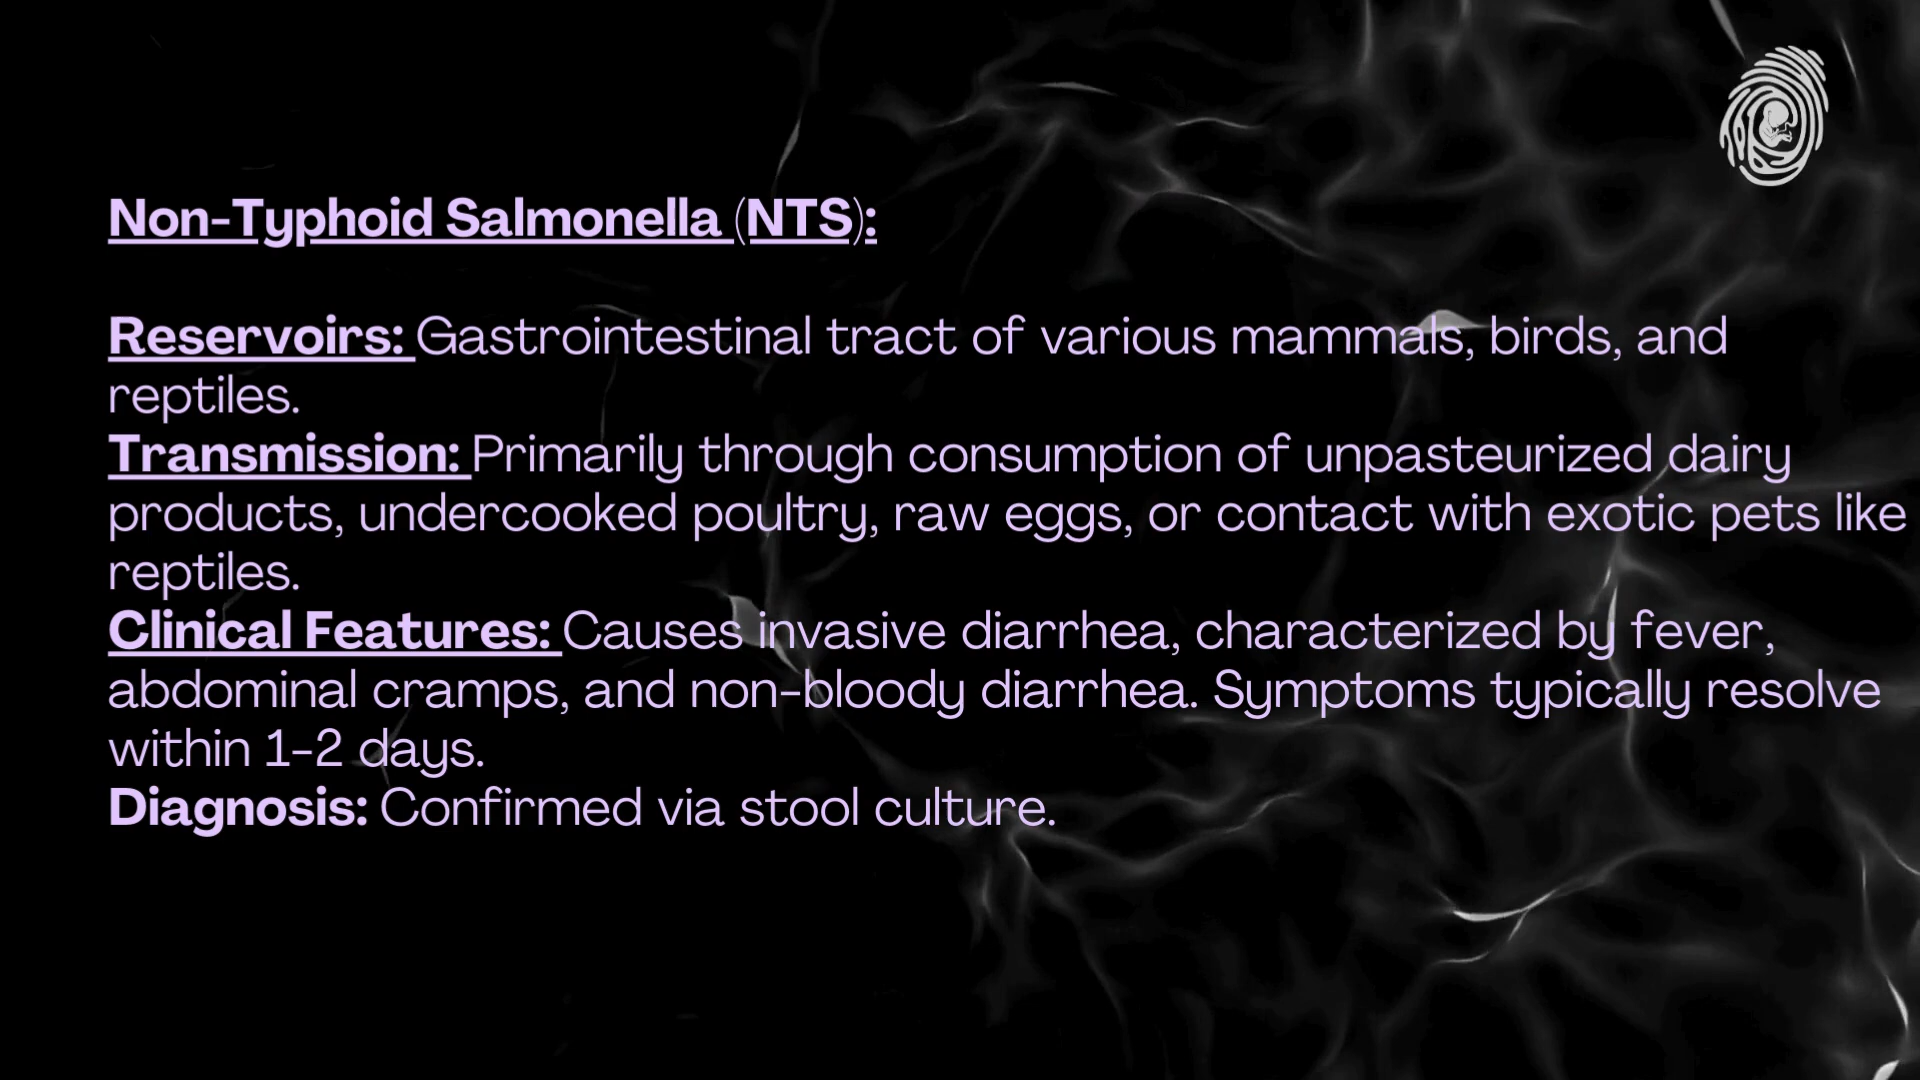 Non-Typhoid Salmonella (NTS):
Reservoirs: Gastrointestinal tract of various mammals, birds, and
reptiles.
Transmission: Primarily through consumption of unpasteurized dairy
products, undercooked poultry, raw eggs, or contact with exotic pets like
reptiles.
Clinical Features: Causes invasive diarrhea, characterized by fever,
abdominal cramps, and non-bloody diarrhea. Symptoms typically resolve
within 1-2 days.
Diagnosis: Confirmed via stool culture.